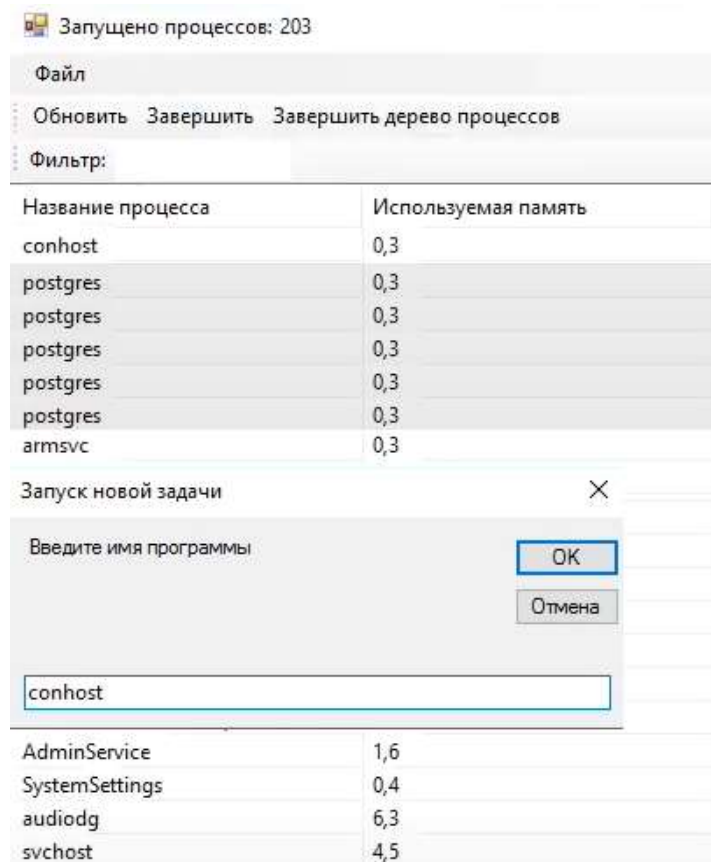 Запущено процессов: 203
Файл
Обновить Завершить Завершить дерево процессов
Фильтр:
Название процесса Используемая память
conhost 0,3
postgres 0,3
postgres 0,3
postgres 0,3
postgres 0,3
postgres 0,3
armsvc 0,3
Запуск новой задачи
Введите имя программы
OK
Отмена
conhost
AdminService 1,6
SystemSettings 0,4
audiodg 6,3
svchost 4,5